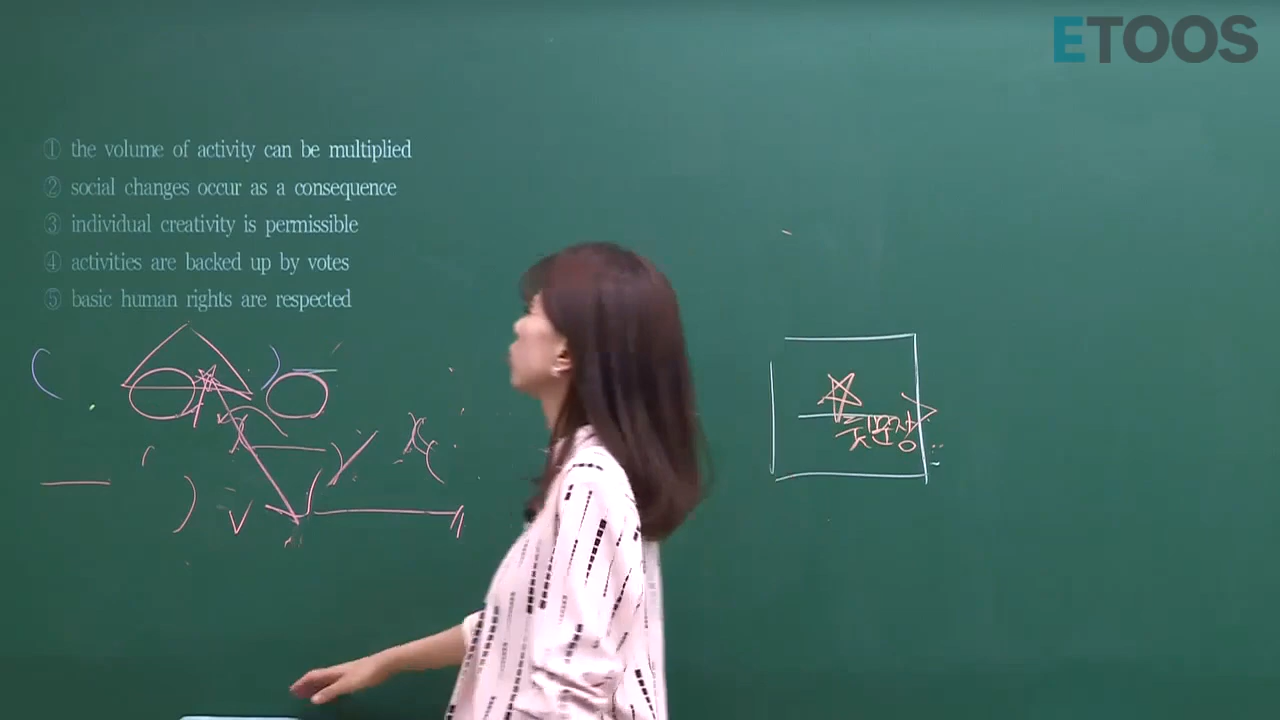 ETOOS
① the volume of activity can be multiplied
② social changes occur as a consequence
③ individual creativity is permissible
④ activities are backed up by votes
⑤ basic human rights are respected